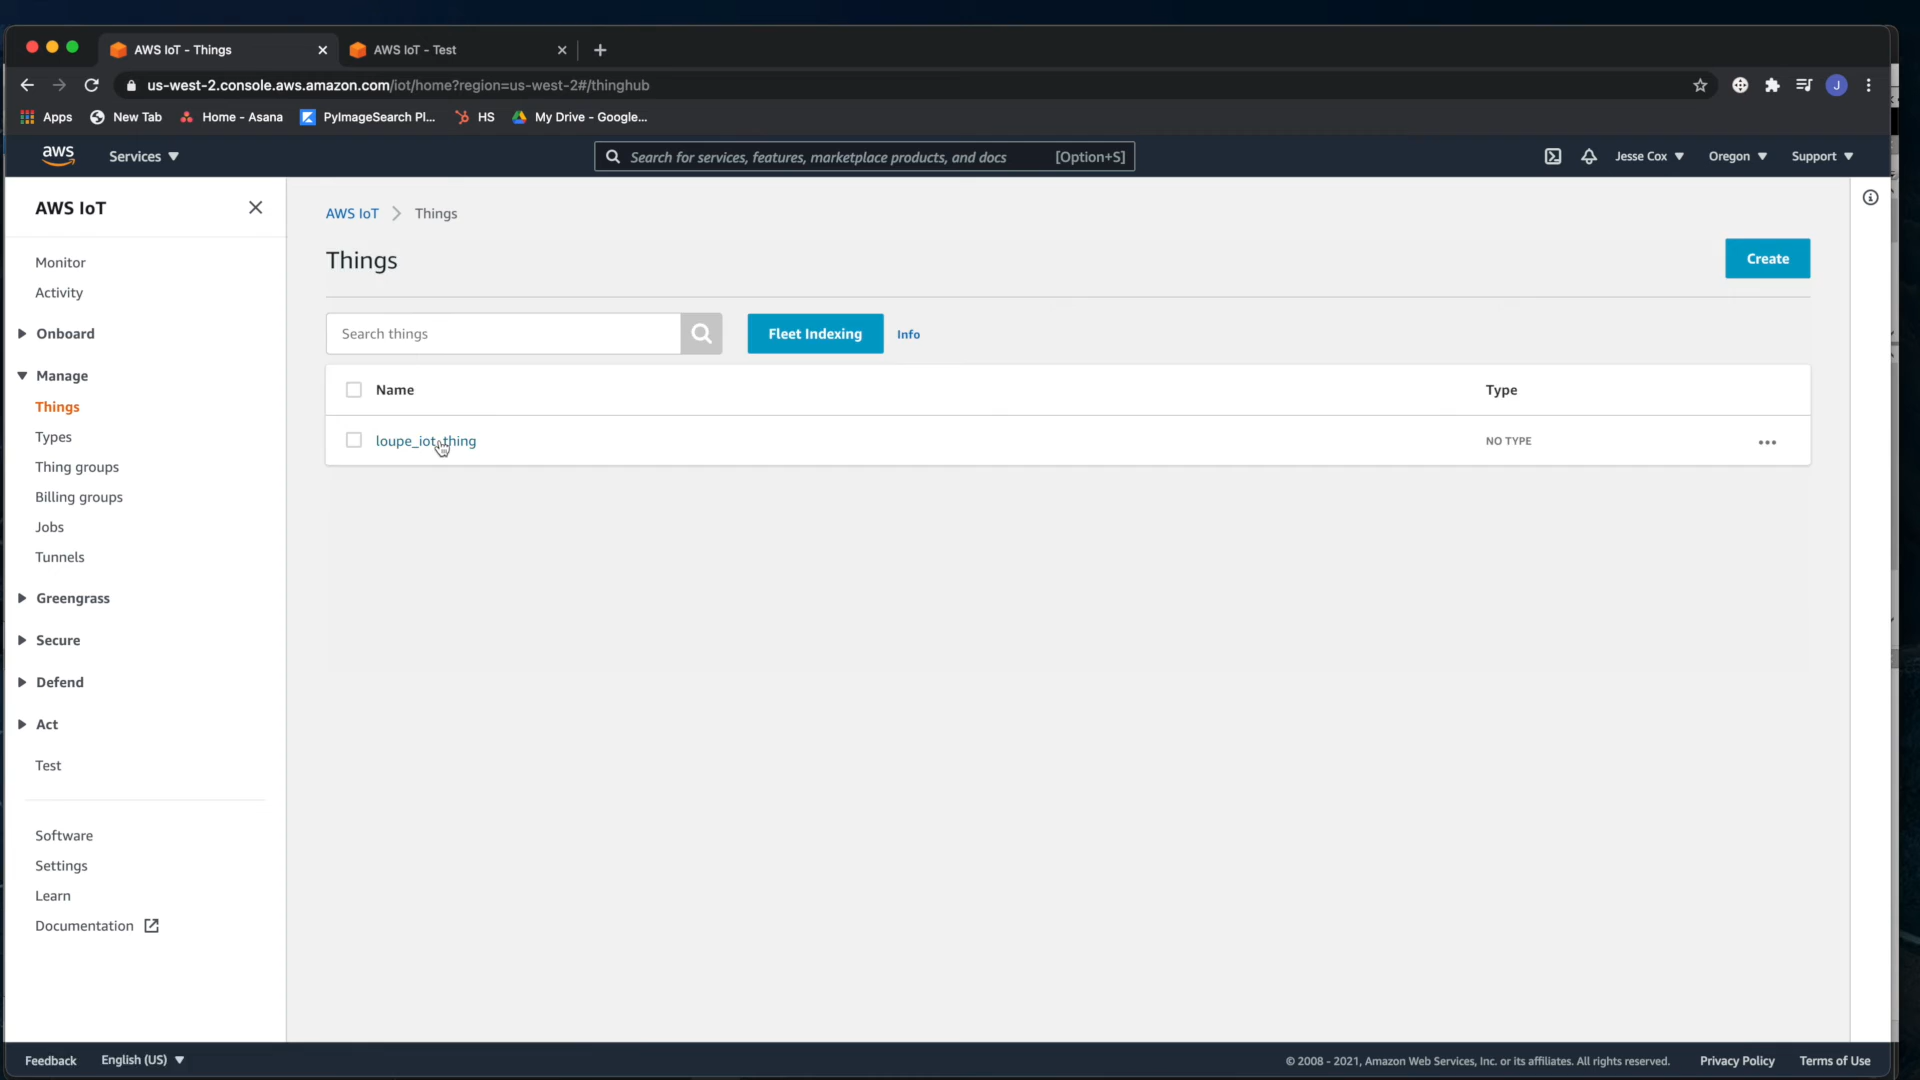 AWS IoT - Things
AWS IoT - Test
us-west-2.console.aws.amazon.com/iot/home?region=us-west-2#/thinghub
J
Apps
New Tab
Home - Asana
PyImageSearch Pl...
HS
My Drive - Google...
aws
Services
Search for services, features, marketplace products, and docs
[Option+S]
Jesse Cox
Oregon
Support
AWS IoT
AWS IoT
Things
Monitor
Things
Create
Activity
Onboard
Search things
Fleet Indexing
Info
Manage
Name
Type
Things
Types
loupe_iot_thing
NO TYPE
Thing groups
Billing groups
Jobs
Tunnels
Greengrass
Secure
Defend
Act
Test
Software
Settings
Learn
Documentation
Feedback
English (US)
© 2008 - 2021, Amazon Web Services, Inc. or its affiliates. All rights reserved.
Privacy Policy
Terms of Use